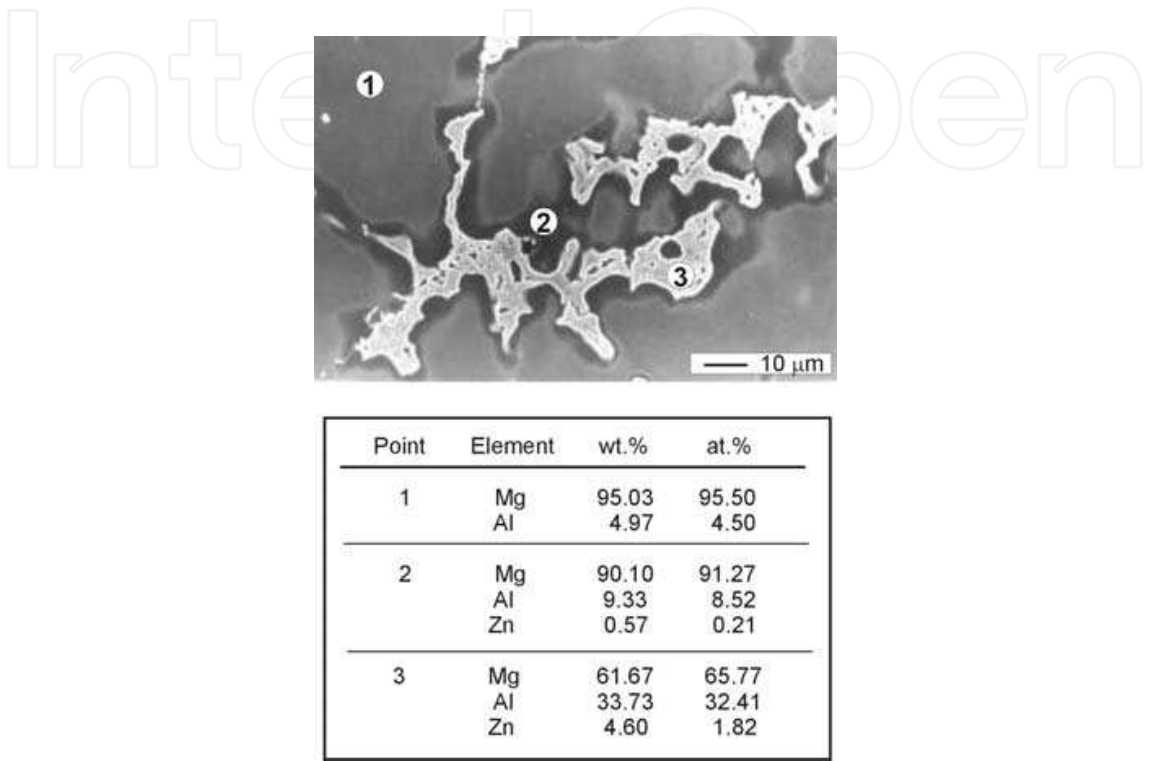 IntechOpen
1
2
3
10 μm
Point Element wt.% at.%
1 Mg 95.03 95.50
Al 4.97 4.50
2 Mg 90.10 91.27
Al 9.33 8.52
Zn 0.57 0.21
3 Mg 61.67 65.77
Al 33.73 32.41
Zn 4.60 1.82